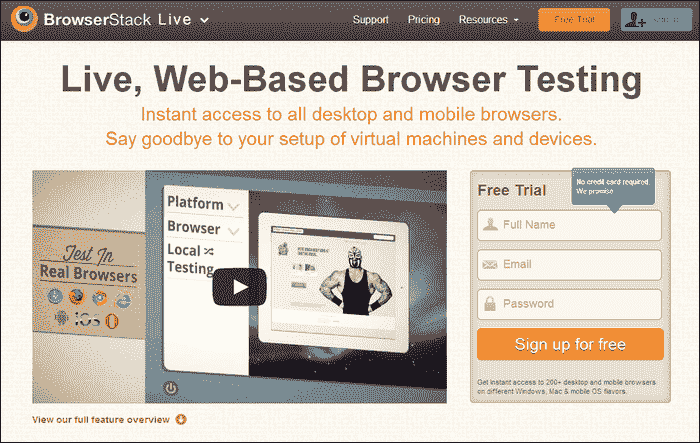 BrowserStack Live
Support
Pricing
Resources
Free Trial
Live, Web-Based Browser Testing
Instant access to all desktop and mobile browsers.
Say goodbye to your setup of virtual machines and devices.
Test In
Real Browsers
iOS
Platform
Browser
Local
Testing
Free Trial
No credit card required.
We promise
Full Name
Email
Password
Sign up for free
Get instant access to 200+ desktop and mobile browsers
on different Windows, Mac & mobile OS flavors.
View our full feature overview